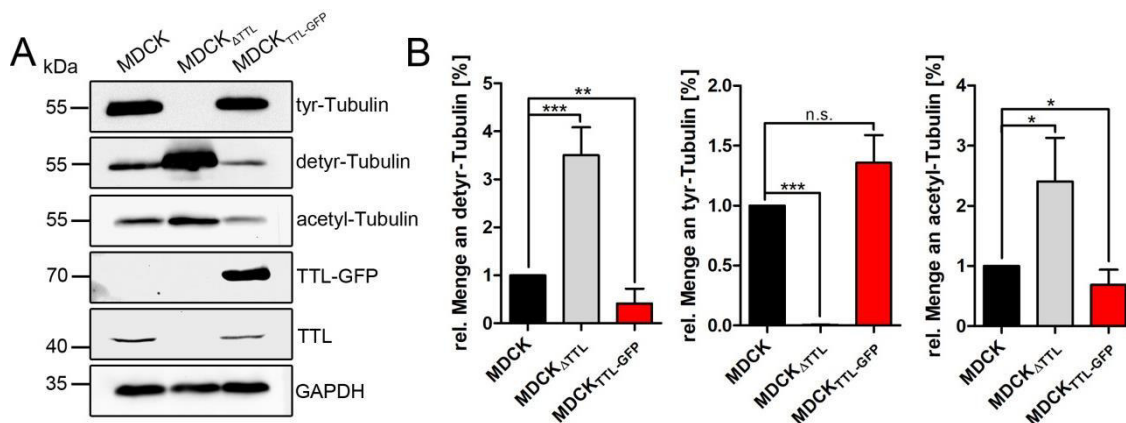 A
kDa
MDCK
MDCKΔTTL
MDCKTTL-GFP
55
tyr-Tubulin
55
detyr-Tubulin
55
acetyl-Tubulin
70
TTL-GFP
40
TTL
35
GAPDH
B
rel. Menge an detyr-Tubulin [%]
5
4
3
2
1
0
***
**
MDCK
MDCKΔTTL
MDCKTTL-GFP
rel. Menge an tyr-Tubulin [%]
2.0
1.5
1.0
0.5
0.0
n.s.
***
MDCK
MDCKΔTTL
MDCKTTL-GFP
rel. Menge an acetyl-Tubulin [%]
4
3
2
1
0
*
*
MDCK
MDCKΔTTL
MDCKTTL-GFP